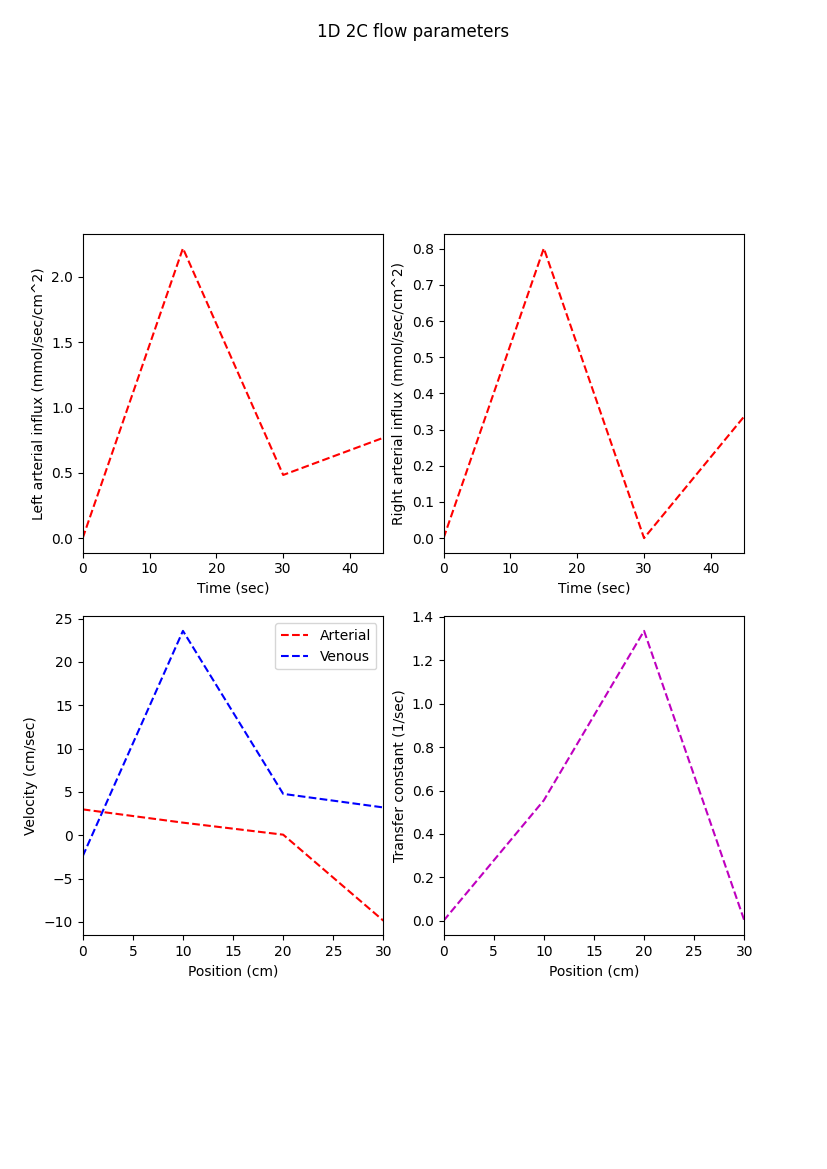 1D 2C flow parameters
Left arterial influx (mmol/sec/cm^2)
2.0
1.5
1.0
0.5
0.0
0 10 20 30 40
Time (sec)
Right arterial influx (mmol/sec/cm^2)
0.8
0.7
0.6
0.5
0.4
0.3
0.2
0.1
0.0
0 10 20 30 40
Time (sec)
Velocity (cm/sec)
25
20
15
10
5
0
−5
−10
Arterial
Venous
0 5 10 15 20 25 30
Position (cm)
Transfer constant (1/sec)
1.4
1.2
1.0
0.8
0.6
0.4
0.2
0.0
0 5 10 15 20 25 30
Position (cm)